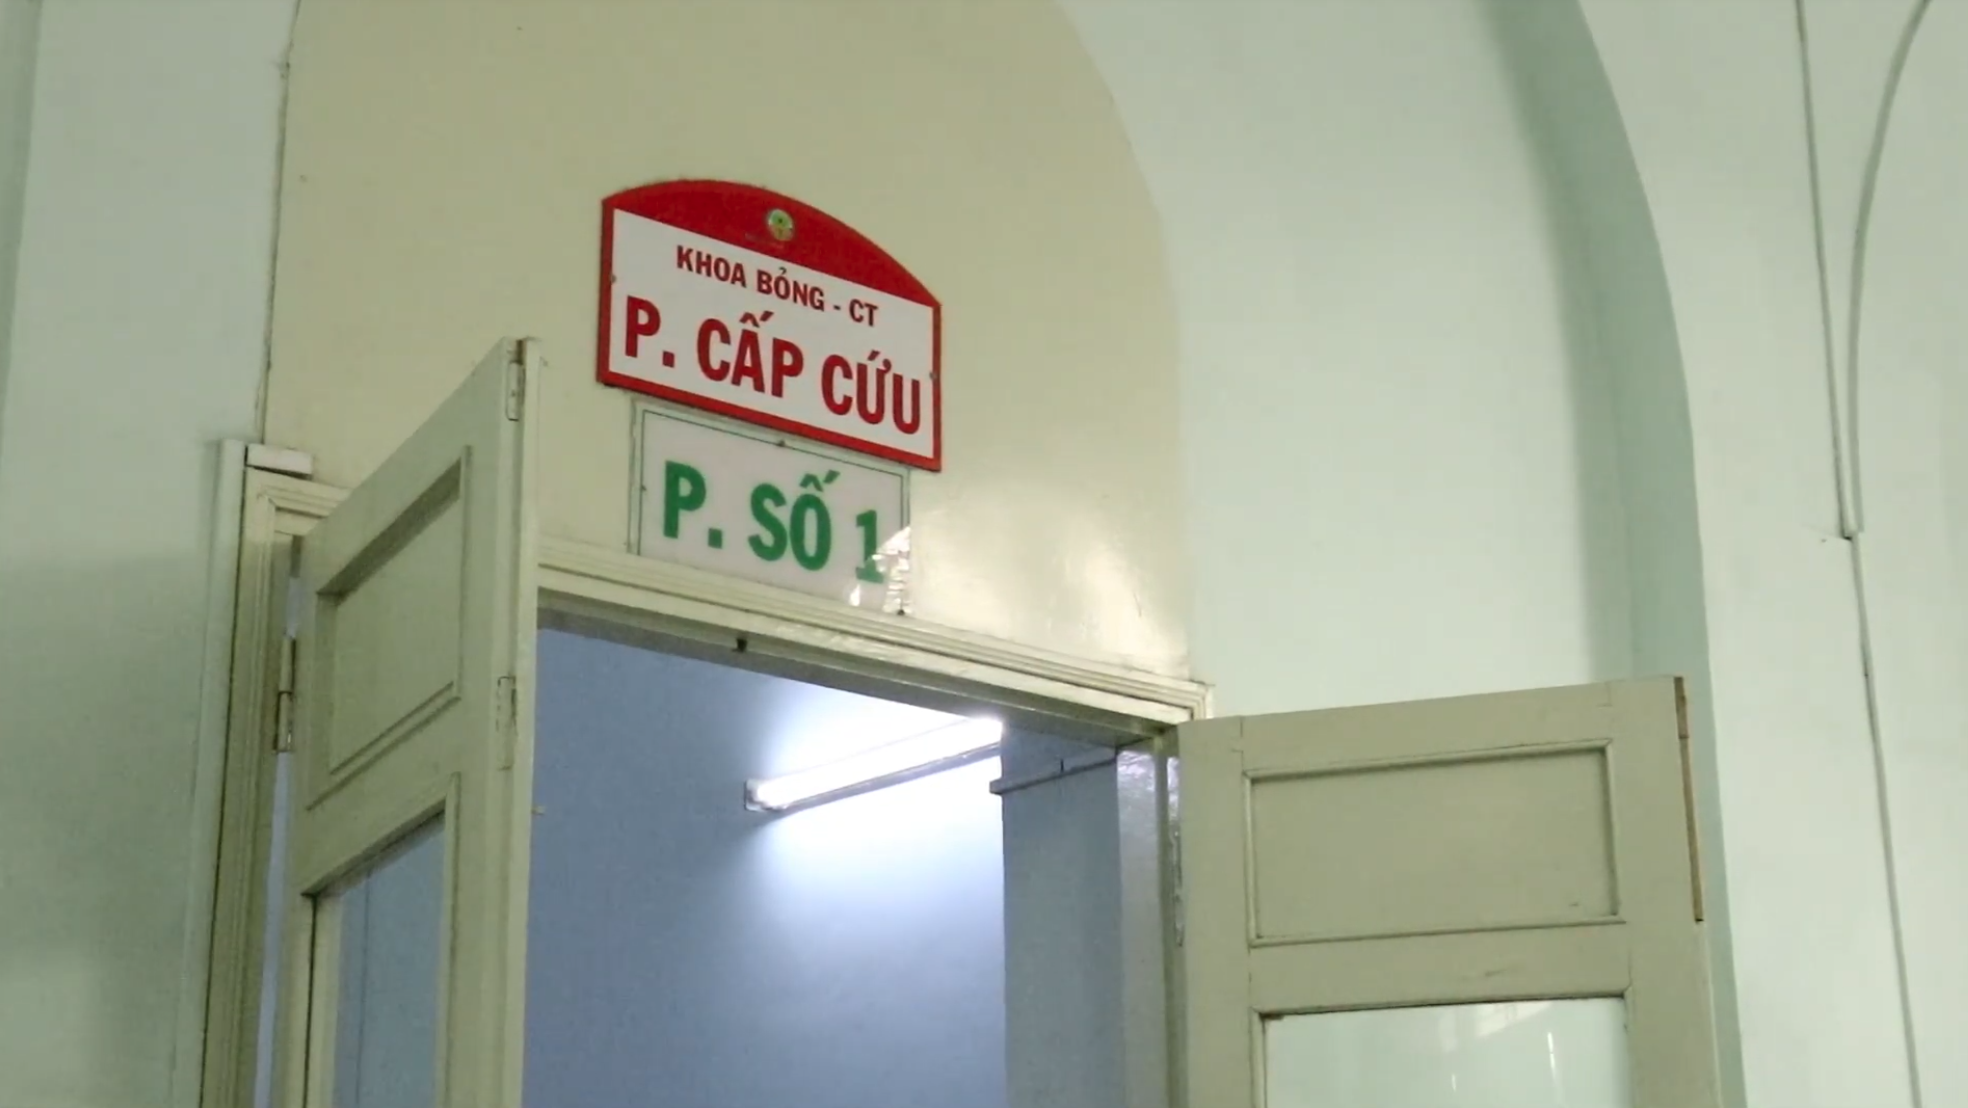 KHOA BỎNG - CT
P. CẤP CỨU
P. SỐ 1